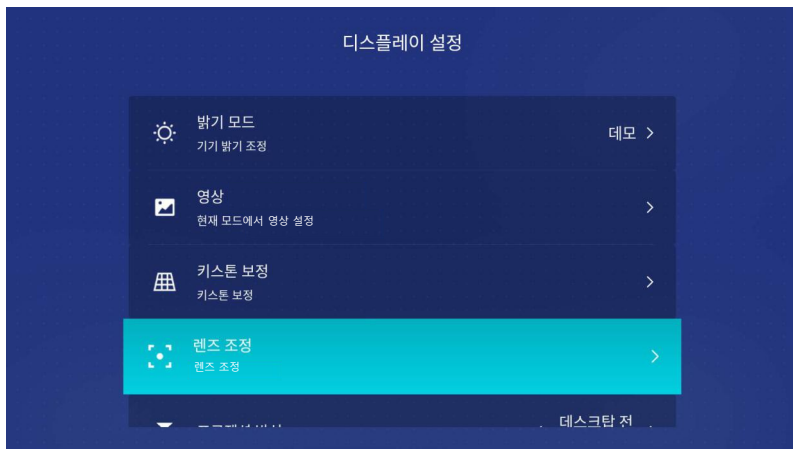 디스플레이 설정
밝기 모드
데모
기기 밝기 조정
영상
현재 모드에서 영상 설정
키스톤 보정
키스톤 보정
렌즈 조정
렌즈 조정
데스크탑 전